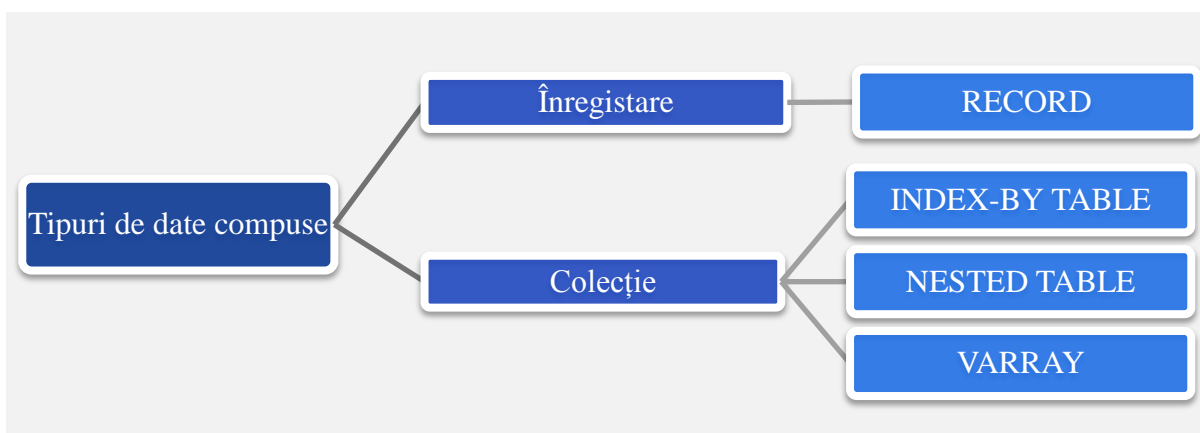 Tipuri de date compuse
Înregistare
RECORD
Colecție
INDEX-BY TABLE
NESTED TABLE
VARRAY